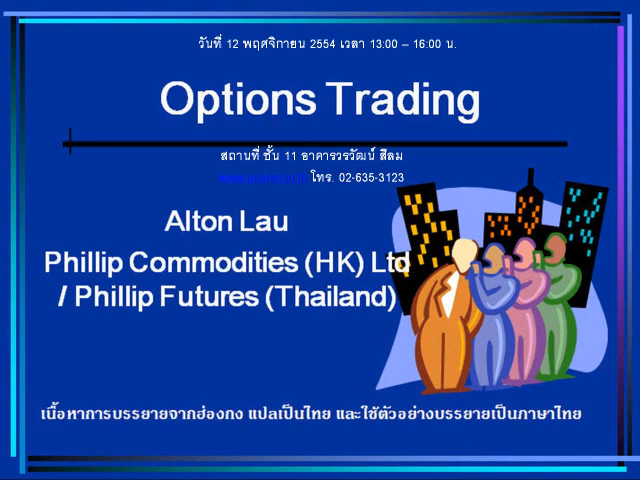 วันที่ 12 พฤศจิกายน 2554 เวลา 13:00 – 16:00 น.
Options Trading
สถานที่ ชั้น 11 อาคารวรวัฒน์ สีลม
โทร. 02-635-3123
Alton Lau
Phillip Commodities (HK) Ltd
/ Phillip Futures (Thailand)
เนื้อหาการบรรยายจากฮ่องกง แปลเป็นไทย และใช้ตัวอย่างบรรยายเป็นภาษาไทย